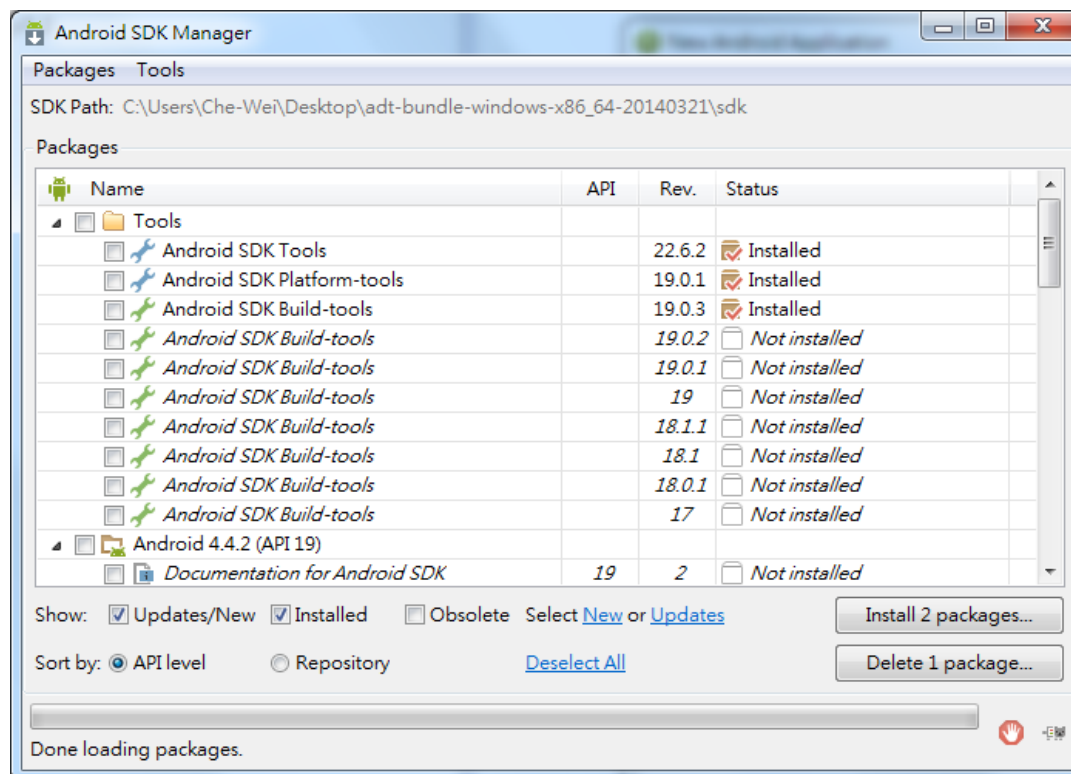 Android SDK Manager
New Android Application
Packages Tools
SDK Path: C:\Users\Che-Wei\Desktop\adt-bundle-windows-x86_64-20140321\sdk
Packages
Name API Rev. Status
Tools
Android SDK Tools 22.6.2 Installed
Android SDK Platform-tools 19.0.1 Installed
Android SDK Build-tools 19.0.3 Installed
Android SDK Build-tools 19.0.2 Not installed
Android SDK Build-tools 19.0.1 Not installed
Android SDK Build-tools 19 Not installed
Android SDK Build-tools 18.1.1 Not installed
Android SDK Build-tools 18.1 Not installed
Android SDK Build-tools 18.0.1 Not installed
Android SDK Build-tools 17 Not installed
Android 4.4.2 (API 19)
Documentation for Android SDK 19 2 Not installed
Show: Updates/New Installed Obsolete Select New or Updates Install 2 packages...
Sort by: API level Repository Deselect All Delete 1 package...
Done loading packages.